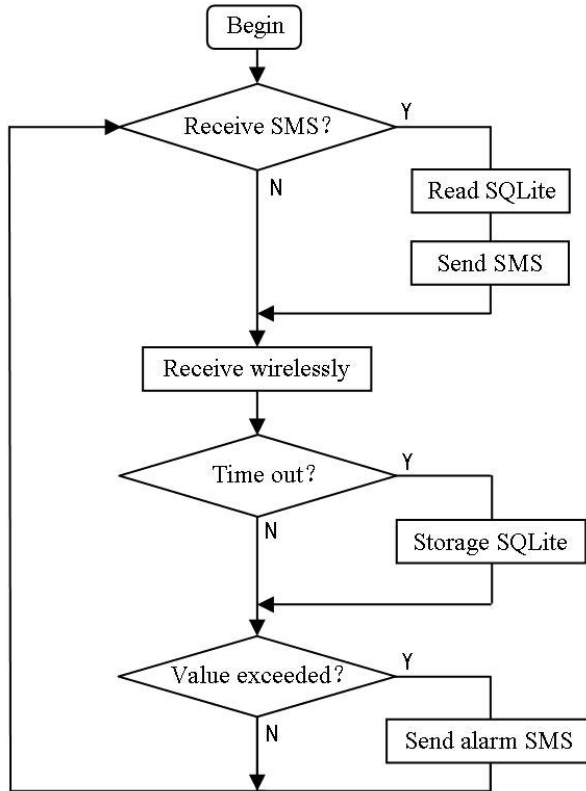 Begin
Receive SMS?
Y
N
Read SQLite
Send SMS
Receive wirelessly
Time out?
Y
N
Storage SQLite
Value exceeded?
Y
N
Send alarm SMS